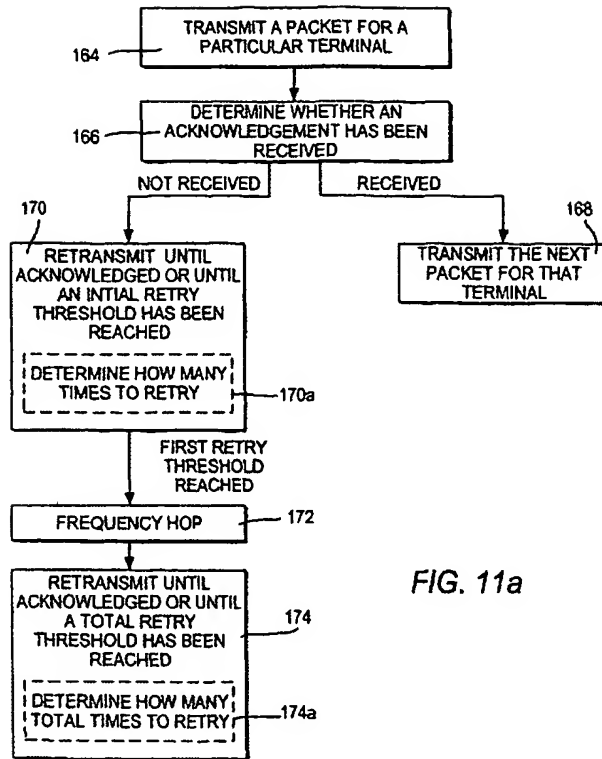 TRANSMIT A PACKET FOR A
PARTICULAR TERMINAL
164
DETERMINE WHETHER AN
ACKNOWLEDGEMENT HAS BEEN
RECEIVED
166
NOT RECEIVED
RECEIVED
170
168
RETRANSMIT UNTIL
ACKNOWLEDGED OR UNTIL
AN INTIAL RETRY
THRESHOLD HAS BEEN
REACHED
TRANSMIT THE NEXT
PACKET FOR THAT
TERMINAL
DETERMINE HOW MANY
TIMES TO RETRY
170a
FIRST RETRY
THRESHOLD
REACHED
FREQUENCY HOP
172
RETRANSMIT UNTIL
ACKNOWLEDGED OR UNTIL
A TOTAL RETRY
THRESHOLD HAS BEEN
REACHED
174
DETERMINE HOW MANY
TOTAL TIMES TO RETRY
174a
FIG. 11a